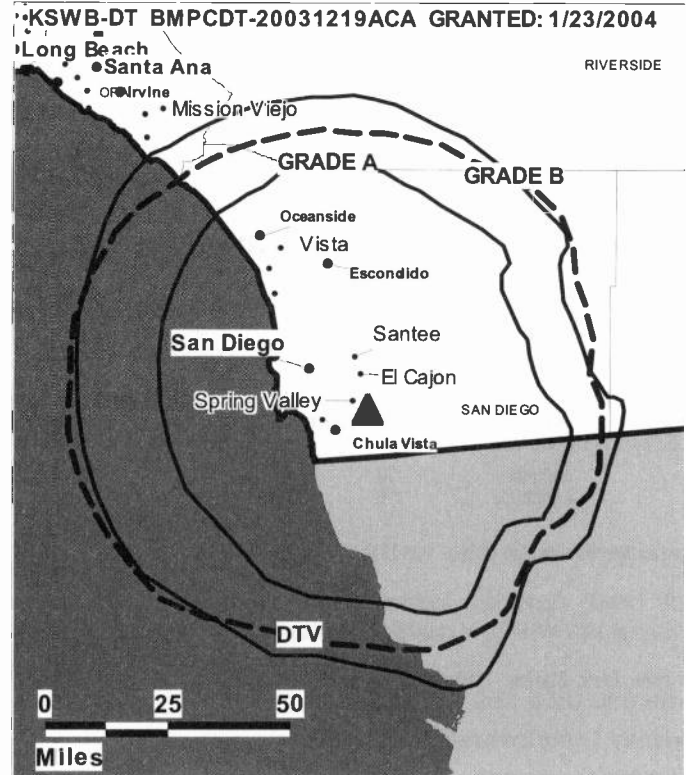 KSWB-DT BMPCDT-20031219ACA GRANTED: 1/23/2004
Long Beach
Santa Ana
RIVERSIDE
Irvine
Mission Viejo
GRADE A
GRADE B
Oceanside
Vista
Escondido
San Diego
Santee
El Cajon
Spring Valley
SAN DIEGO
Chula Vista
DTV
0 25 50
Miles